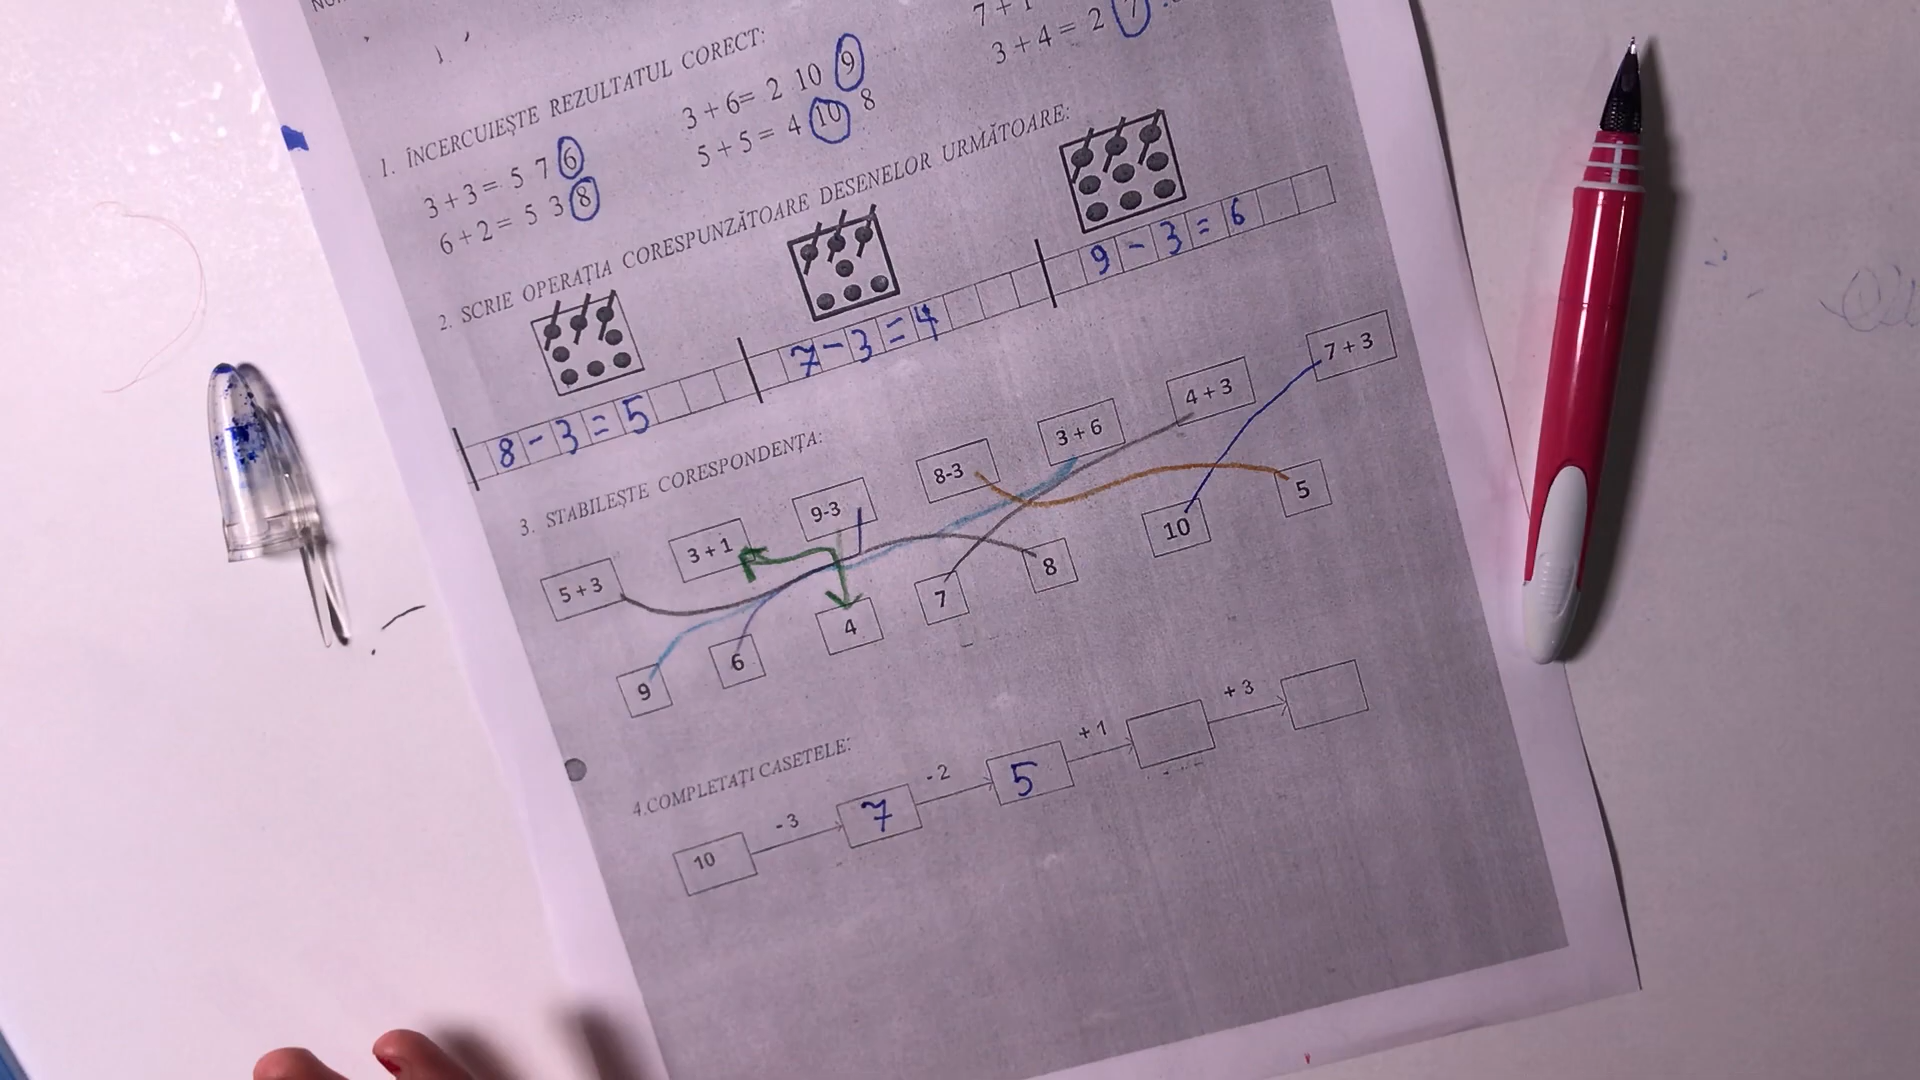 1. ÎNCERCUIEȘTE REZULTATUL CORECT:
3 + 3 = 5 7 6
3 + 6= 2 10 9
6 + 2 = 5 3 8
5 + 5 = 4 10 8
3 + 4 = 2 7
2. SCRIE OPERAȚIA CORESPUNZĂTOARE DESENELOR URMĂTOARE:
8 - 3 = 5
7 - 3 = 4
9 - 3 = 6
3. STABILEȘTE CORESPONDENȚA:
5 + 3 3 + 1 9-3 8-3 3 + 6 4 + 3 7 + 3
9 6 4 7 8 10 5
4.COMPLETAȚI CASETELE:
10 - 3 7 - 2 5 + 1 + 3